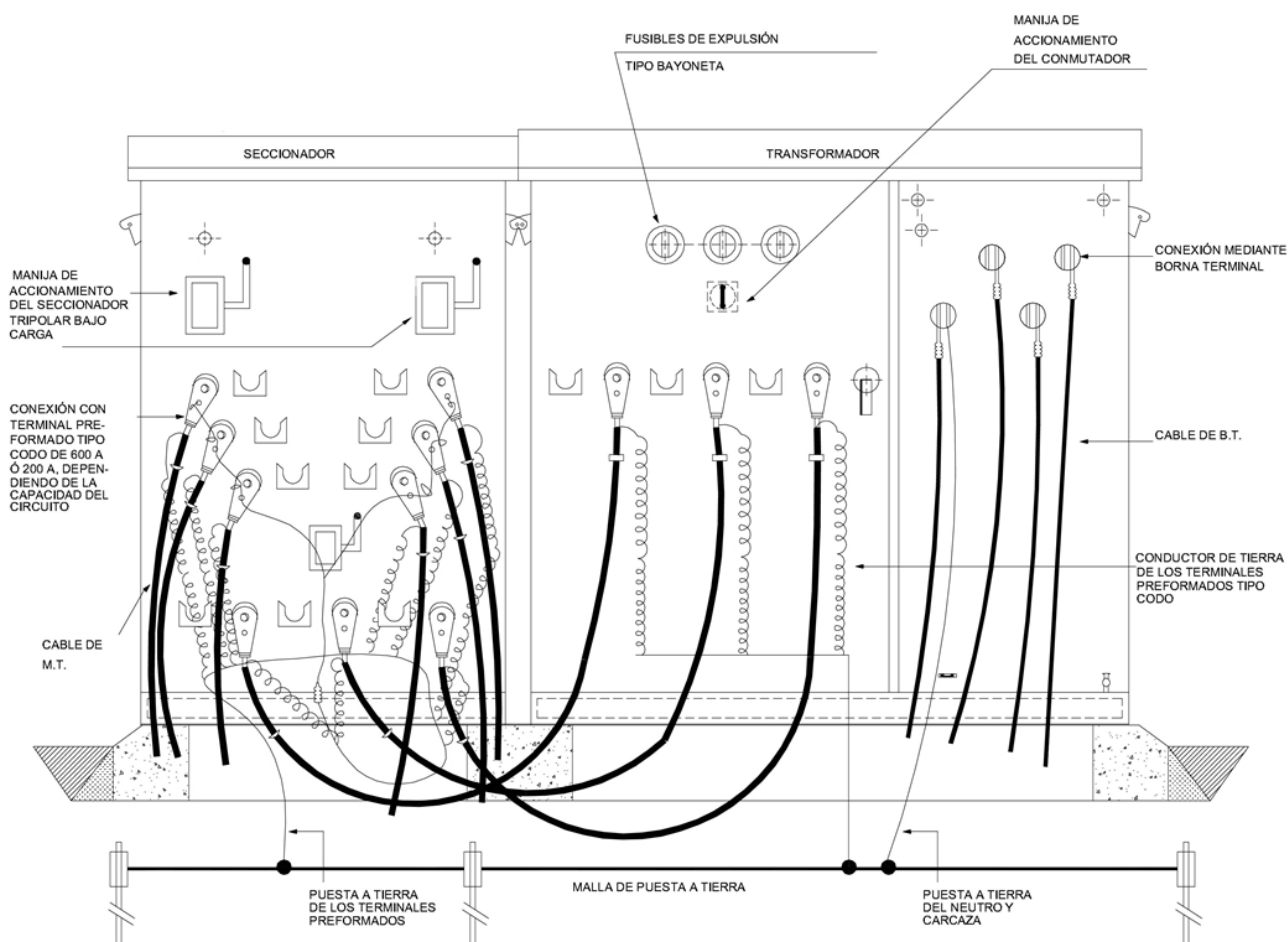 FUSIBLES DE EXPULSIÓN
TIPO BAYONETA
MANIJA DE
ACCIONAMIENTO
DEL CONMUTADOR
SECCIONADOR
TRANSFORMADOR
MANIJA DE
ACCIONAMIENTO
DEL SECCIONADOR
TRIPOLAR BAJO
CARGA
CONEXIÓN MEDIANTE
BORNA TERMINAL
CONEXIÓN CON
TERMINAL PRE-
FORMADO TIPO
CODO DE 600 A
Ó 200 A, DEPEN-
DIENDO DE LA
CAPACIDAD DEL
CIRCUITO
CABLE DE B.T.
CONDUCTOR DE TIERRA
DE LOS TERMINALES
PREFORMADOS TIPO
CODO
CABLE DE
M.T.
MALLA DE PUESTA A TIERRA
PUESTA A TIERRA
DE LOS TERMINALES
PREFORMADOS
PUESTA A TIERRA
DEL NEUTRO Y
CARCAZA